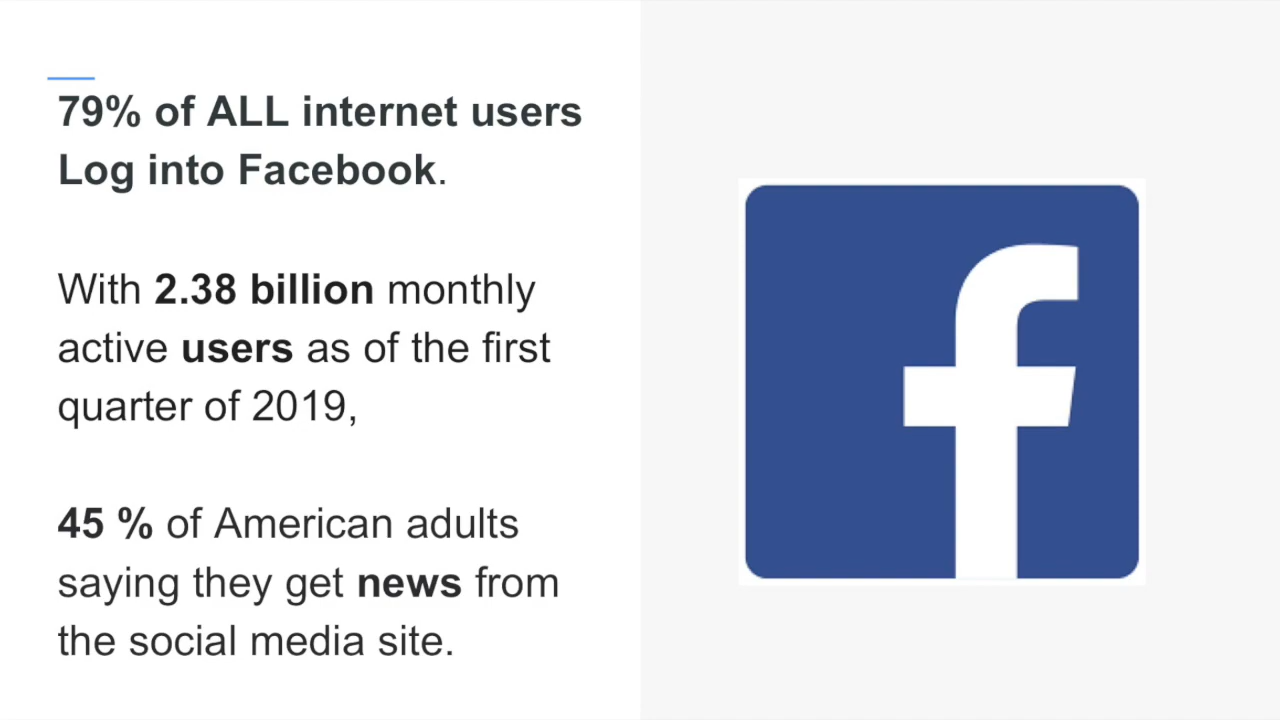 79% of ALL internet users
Log into Facebook.
With 2.38 billion monthly
active users as of the first
quarter of 2019,
45 % of American adults
saying they get news from
the social media site.
f